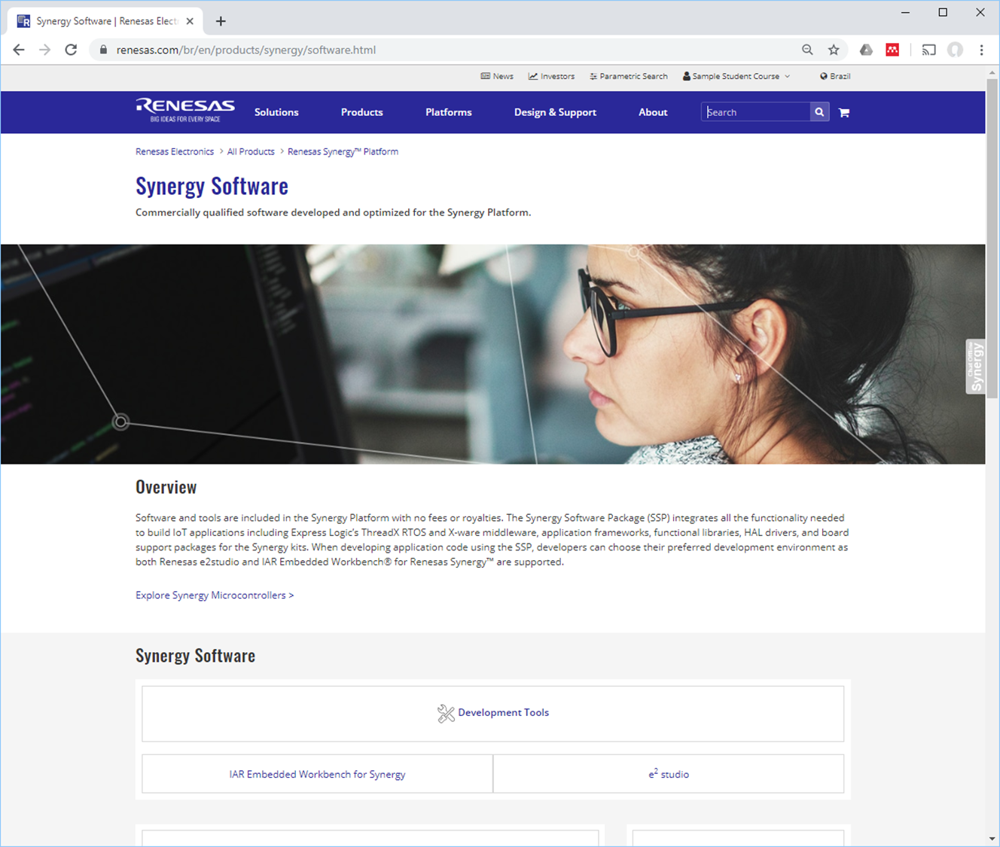 Synergy Software | Renesas Elect
renesas.com/br/en/products/synergy/software.html
News Investors Parametric Search Sample Student Course Brazil
RENESAS
BIG IDEAS FOR EVERY SPACE
Solutions Products Platforms Design & Support About Search
Renesas Electronics > All Products > Renesas Synergy™ Platform
Synergy Software
Commercially qualified software developed and optimized for the Synergy Platform.
Chat Offline
Synergy
Overview
Software and tools are included in the Synergy Platform with no fees or royalties. The Synergy Software Package (SSP) integrates all the functionality needed
to build IoT applications including Express Logic's ThreadX RTOS and X-ware middleware, application frameworks, functional libraries, HAL drivers, and board
support packages for the Synergy kits. When developing application code using the SSP, developers can choose their preferred development environment as
both Renesas e2studio and IAR Embedded Workbench® for Renesas Synergy™ are supported.
Explore Synergy Microcontrollers >
Synergy Software
Development Tools
IAR Embedded Workbench for Synergy
e² studio